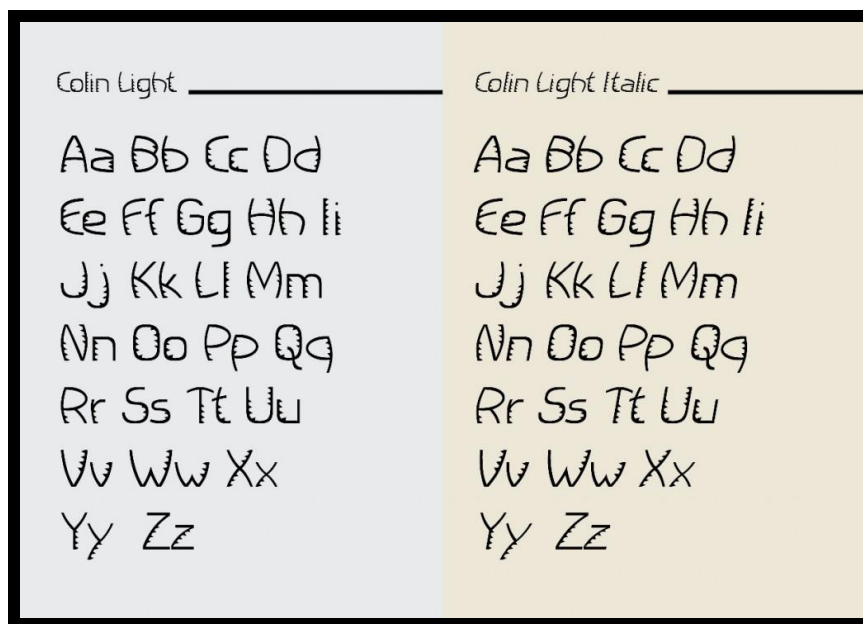 Colin Light
Aa Bb Cc Dd
Ee Ff Gg Hh Ii
Jj Kk Ll Mm
Nn Oo Pp Qq
Rr Ss Tt Uu
Vv Ww Xx
Yy Zz
Colin Light Italic
Aa Bb Cc Dd
Ee Ff Gg Hh Ii
Jj Kk Ll Mm
Nn Oo Pp Qq
Rr Ss Tt Uu
Vv Ww Xx
Yy Zz